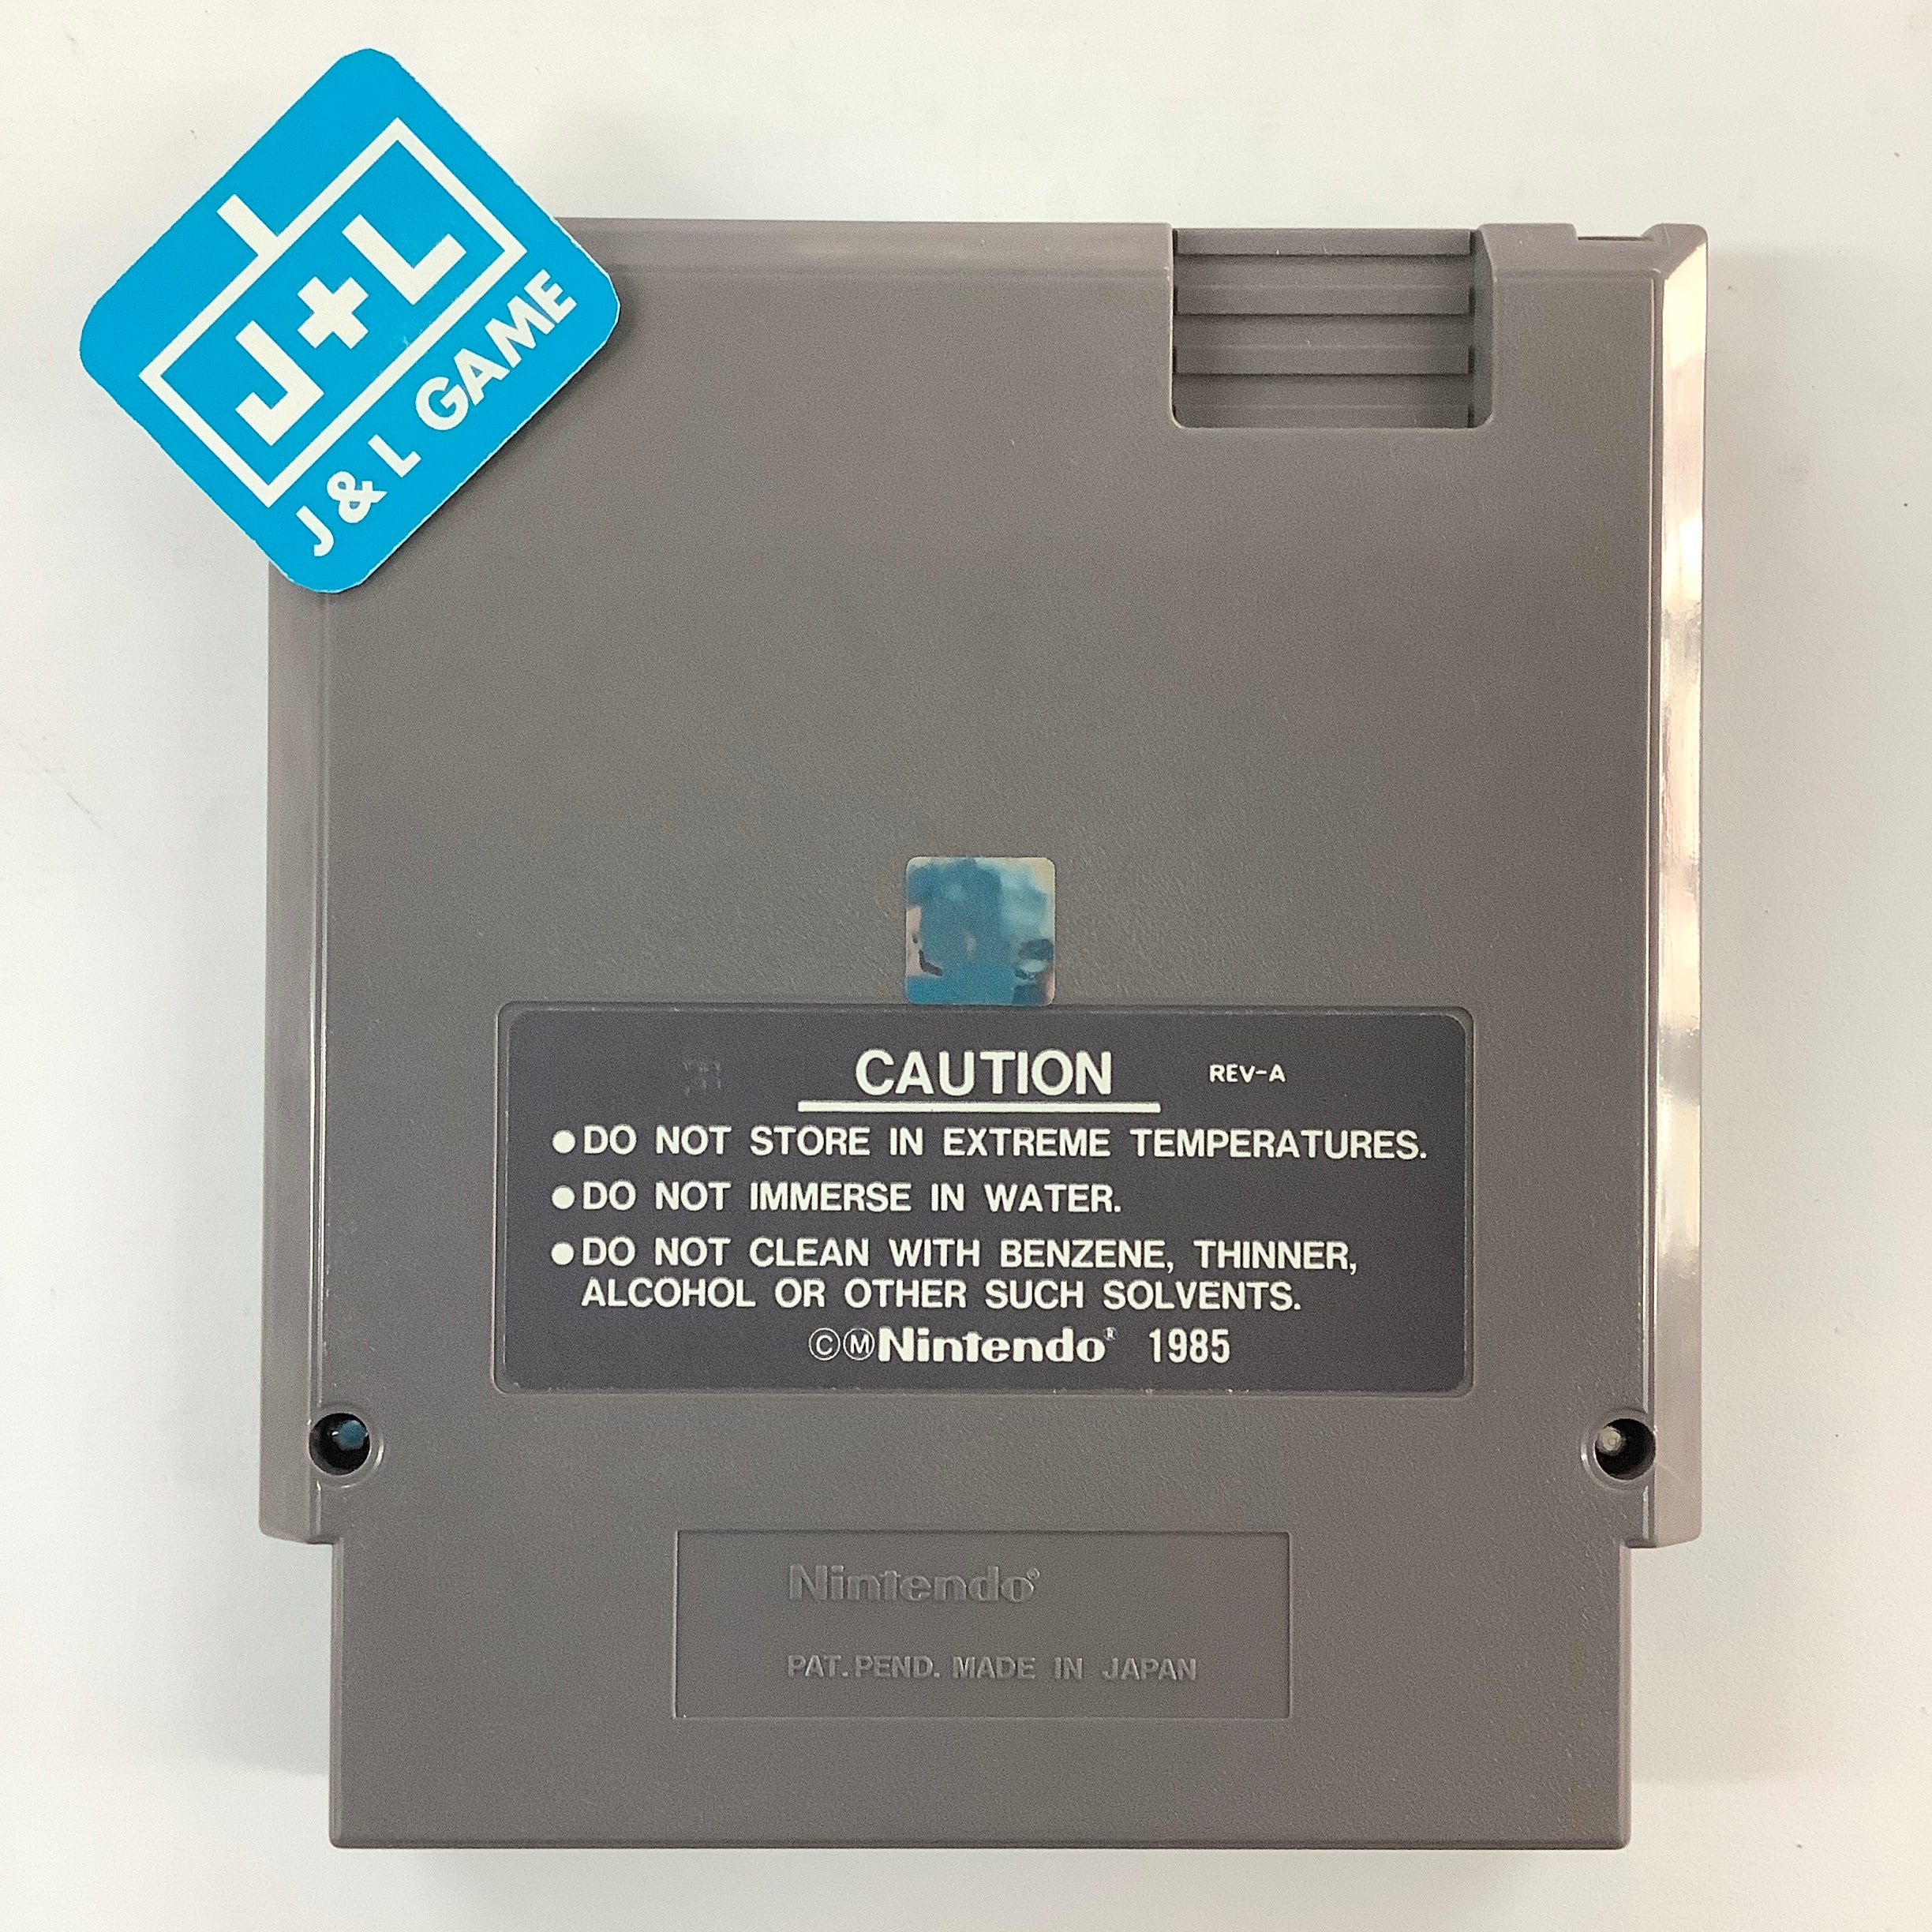 J+L
J & L GAME
CAUTION REV-A
●DO NOT STORE IN EXTREME TEMPERATURES.
●DO NOT IMMERSE IN WATER.
●DO NOT CLEAN WITH BENZENE, THINNER,
ALCOHOL OR OTHER SUCH SOLVENTS.
ⒸⓂNintendo® 1985
Nintendo®
PAT. PEND. MADE IN JAPAN